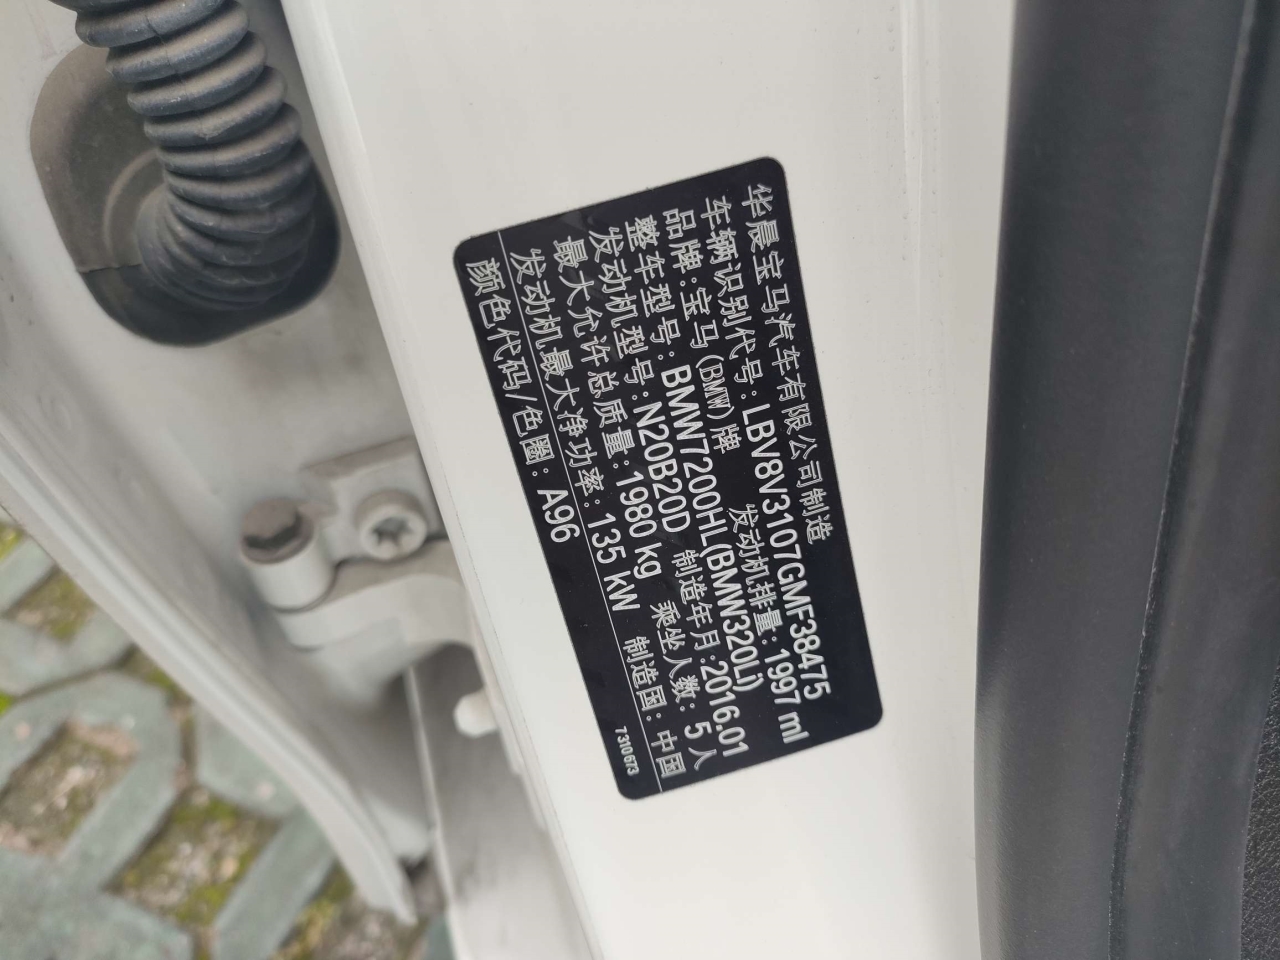 华晨宝马汽车有限公司制造
车辆识别代号: LBV8V3107GMF38475
品牌:宝马(BMW)牌 发动机排量:1997 ml
整车型号: BMW7200HL(BMW320Li)
发动机型号: N20B20D 制造年月:2016.01
最大允许总质量:1980 kg 乘坐人数: 5人
发动机最大净功率: 135 kW 制造国: 中国
颜色代码/色圈: A96 7310673